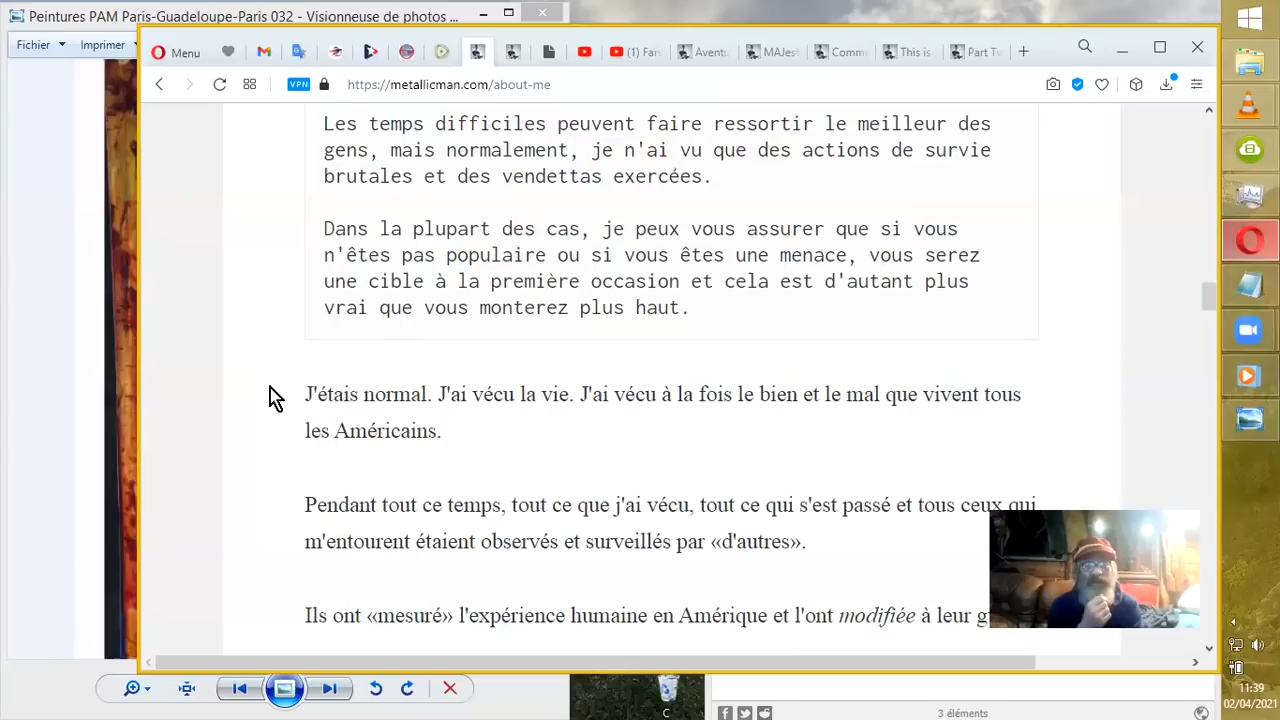 Peintures PAM Paris-Guadeloupe-Paris 032 - Visionneuse de photos ...
Fichier
Imprimer
Menu
(1) Fan
Aventu
MAJest
Comm
This is
Part Tv
VPN
https://metallicman.com/about-me
Les temps difficiles peuvent faire ressortir le meilleur des
gens, mais normalement, je n'ai vu que des actions de survie
brutales et des vendettas exercées.
Dans la plupart des cas, je peux vous assurer que si vous
n'êtes pas populaire ou si vous êtes une menace, vous serez
une cible à la première occasion et cela est d'autant plus
vrai que vous monterez plus haut.
J'étais normal. J'ai vécu la vie. J'ai vécu à la fois le bien et le mal que vivent tous
les Américains.
Pendant tout ce temps, tout ce que j'ai vécu, tout ce qui s'est passé et tous ceux qui
m'entourent étaient observés et surveillés par «d'autres».
Ils ont «mesuré» l'expérience humaine en Amérique et l'ont modifiée à leur g
C
3 éléments
11:39
02/04/2021